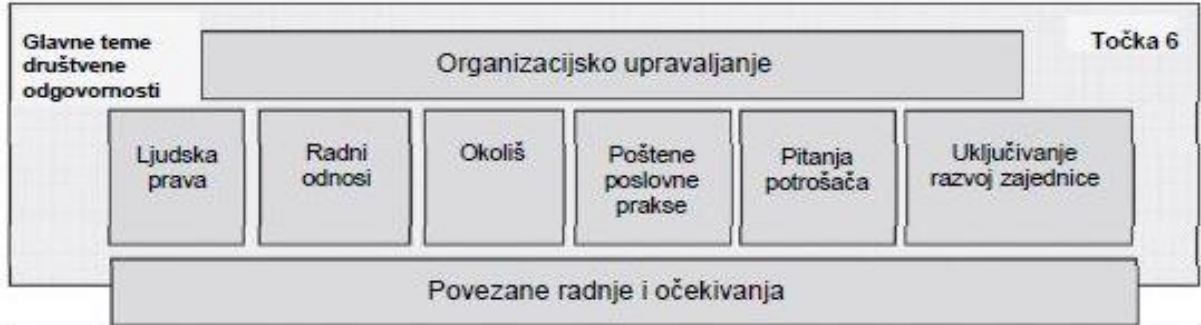 Glavne teme
društvene
odgovornosti
Točka 6
Organizacijsko upravaljanje
Ljudska
prava
Radni
odnosi
Okoliš
Poštene
poslovne
prakse
Pitanja
potrošača
Uključivanje
razvoj zajednice
Povezane radnje i očekivanja